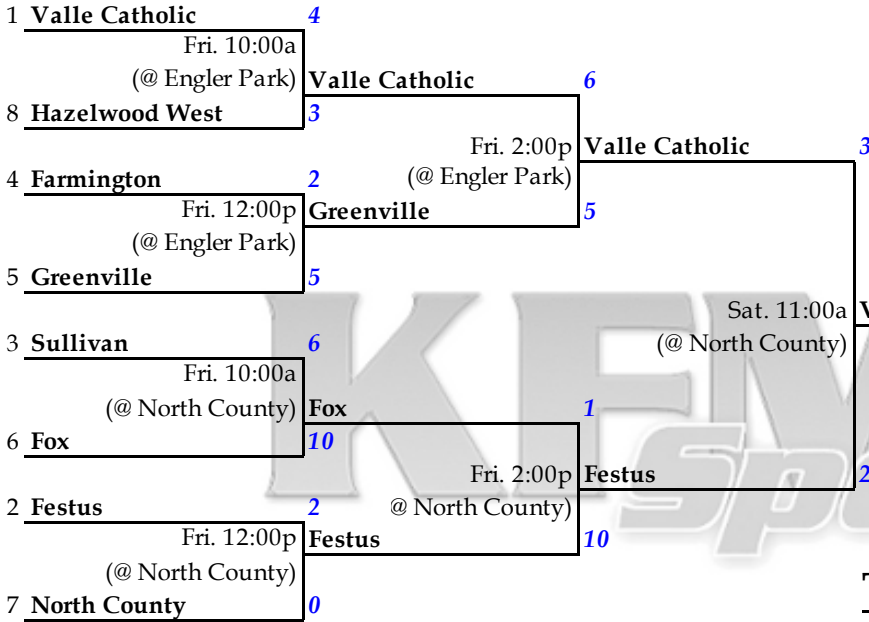 1 Valle Catholic 4
Fri. 10:00a
(@ Engler Park) Valle Catholic 6
8 Hazelwood West 3
Fri. 2:00p Valle Catholic 3
4 Farmington 2 (@ Engler Park)
Fri. 12:00p Greenville 5
(@ Engler Park)
5 Greenville 5
Sat. 11:00a V
3 Sullivan 6 (@ North County)
Fri. 10:00a
(@ North County) Fox 1
6 Fox 10
Fri. 2:00p Festus 2
2 Festus 2 @ North County)
Fri. 12:00p Festus 10
(@ North County)
7 North County 0